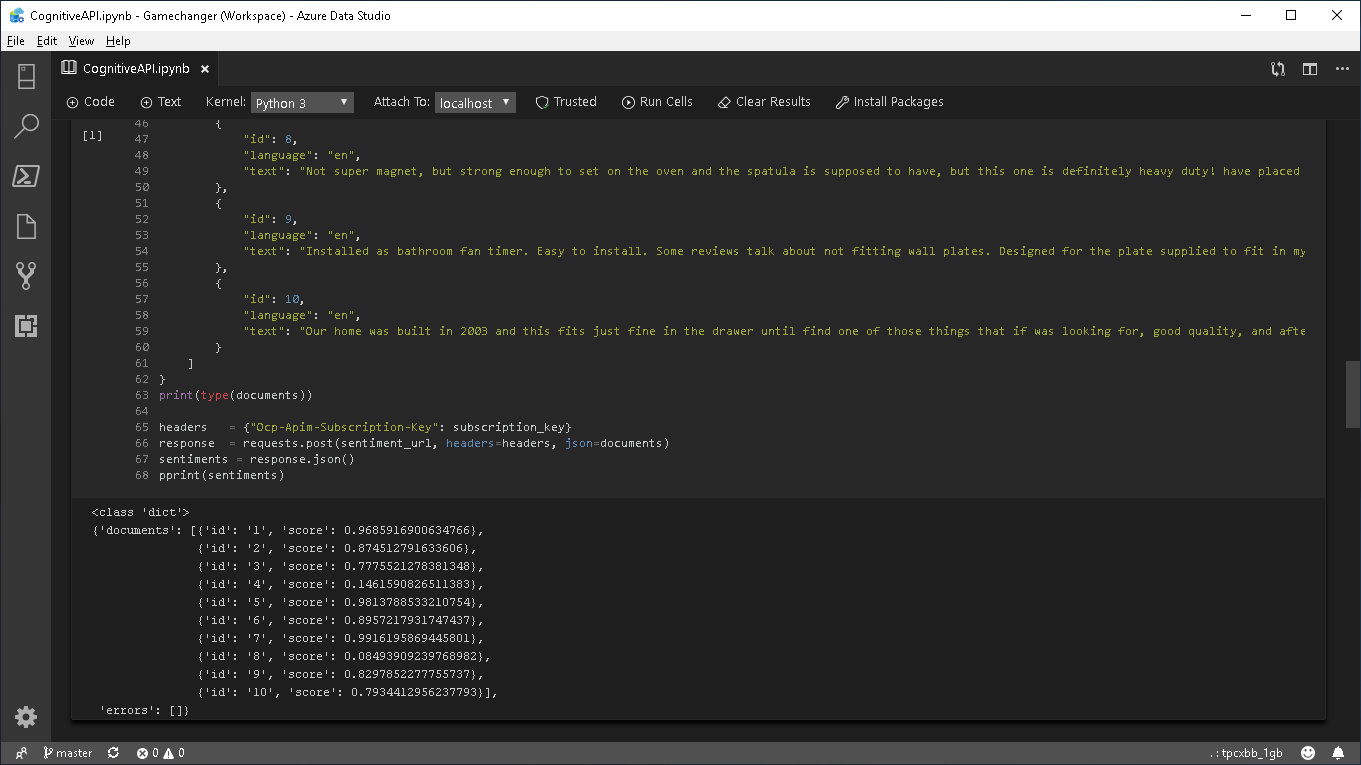 CognitiveAPI.ipynb - Gamechanger (Workspace) - Azure Data Studio
File Edit View Help
CognitiveAPI.ipynb
Code Text Kernel: Python 3 Attach To: localhost Trusted Run Cells Clear Results Install Packages
46 {
[1] 47 "id": 8,
48 "language": "en",
49 "text": "Not super magnet, but strong enough to set on the oven and the spatula is supposed to have, but this one is definitely heavy duty! have placed
50 },
51 {
52 "id": 9,
53 "language": "en",
54 "text": "Installed as bathroom fan timer. Easy to install. Some reviews talk about not fitting wall plates. Designed for the plate supplied to fit in my
55 },
56 {
57 "id": 10,
58 "language": "en",
59 "text": "Our home was built in 2003 and this fits just fine in the drawer until find one of those things that if was looking for, good quality, and afte
60 }
61 ]
62 }
63 print(type(documents))
64
65 headers = {"Ocp-Apim-Subscription-Key": subscription_key}
66 response = requests.post(sentiment_url, headers=headers, json=documents)
67 sentiments = response.json()
68 pprint(sentiments)
<class 'dict'>
{'documents': [{'id': '1', 'score': 0.9685916900634766},
{'id': '2', 'score': 0.874512791633606},
{'id': '3', 'score': 0.7775521278381348},
{'id': '4', 'score': 0.1461590826511383},
{'id': '5', 'score': 0.9813788533210754},
{'id': '6', 'score': 0.8957217931747437},
{'id': '7', 'score': 0.9916195869445801},
{'id': '8', 'score': 0.08493909239768982},
{'id': '9', 'score': 0.8297852277755737},
{'id': '10', 'score': 0.7934412956237793}],
'errors': []}
master 0 0 .:tpcxbb_1gb